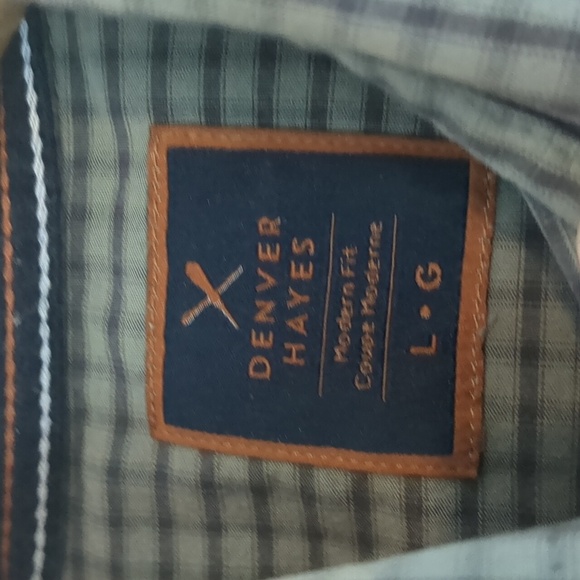 DENVER
HAYES
Modern Fit
Coupe Moderne
L • G